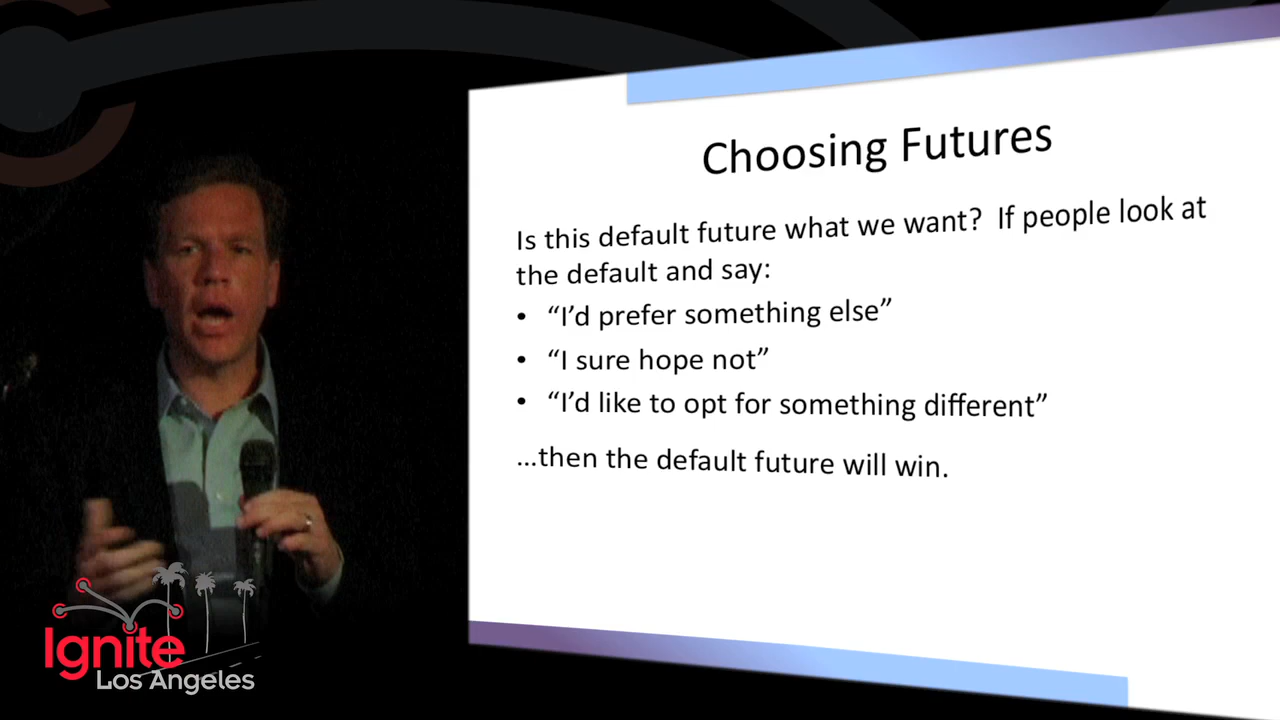 Choosing Futures
Is this default future what we want?  If people look at
the default and say:
• “I’d prefer something else”
• “I sure hope not”
• “I’d like to opt for something different”
…then the default future will win.
Ignite
Los Angeles